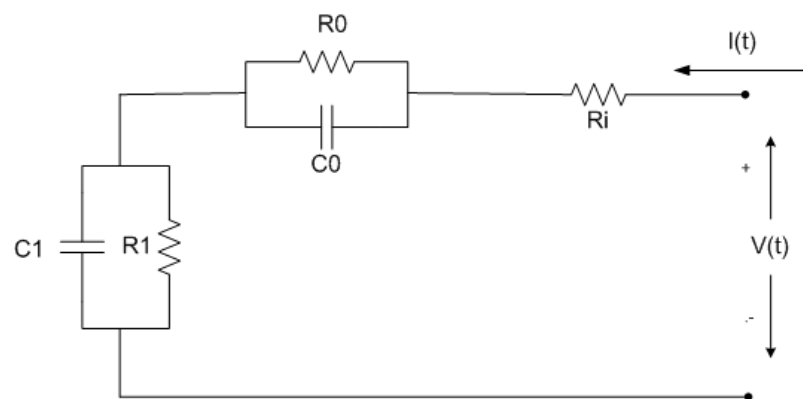 R0
I(t)
Ri
C0
+
C1
R1
V(t)
.-